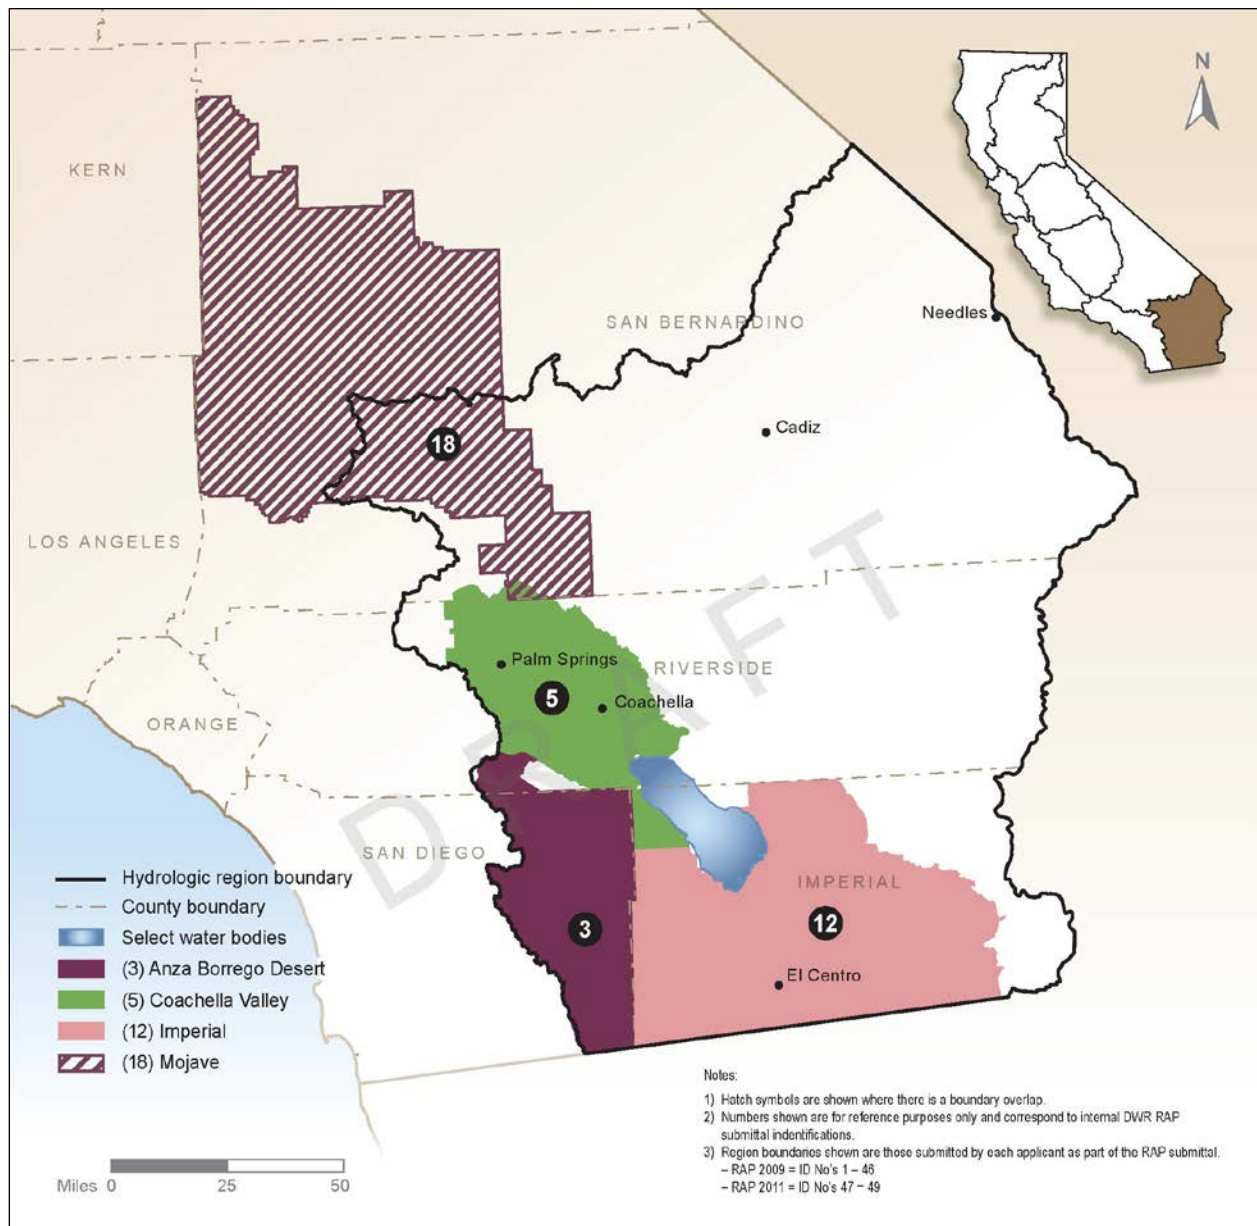 N
KERN
SAN BERNARDINO
Needles
Cadiz
18
LOS ANGELES
Palm Springs
RIVERSIDE
5
Coachella
ORANGE
DRAFT
SAN DIEGO
IMPERIAL
3
12
El Centro
Hydrologic region boundary
County boundary
Select water bodies
(3) Anza Borrego Desert
(5) Coachella Valley
(12) Imperial
(18) Mojave
Miles 0 25 50
Notes:
1) Hatch symbols are shown where there is a boundary overlap.
2) Numbers shown are for reference purposes only and correspond to internal DWR RAP
submittal indentifications.
3) Region boundaries shown are those submitted by each applicant as part of the RAP submittal.
– RAP 2009 = ID No's 1 – 46
– RAP 2011 = ID No's 47 – 49